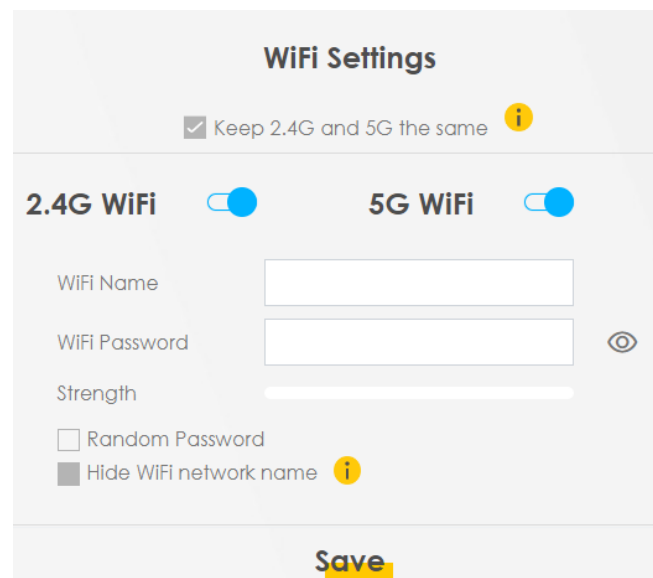 WiFi Settings
Keep 2.4G and 5G the same i
2.4G WiFi 5G WiFi
WiFi Name
WiFi Password
Strength
Random Password
Hide WiFi network name i
Save